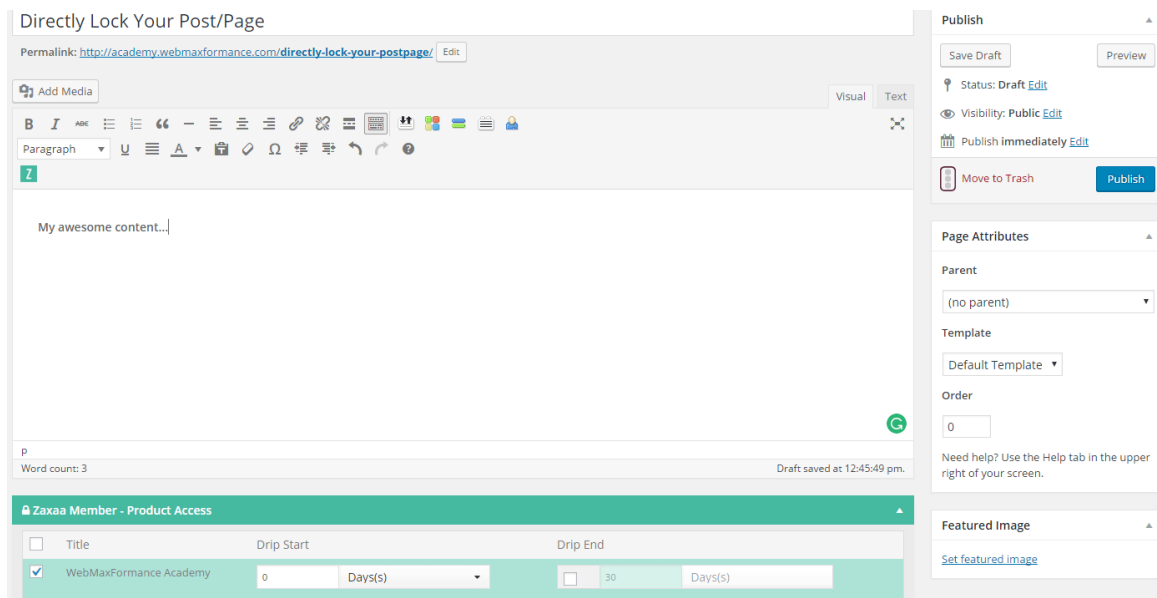 Directly Lock Your Post/Page
Permalink: http://academy.webmaxformance.com/directly-lock-your-postpage/ Edit
Add Media
Visual Text
B I ABC
Paragraph U A Ω
Z
My awesome content...
p
Word count: 3 Draft saved at 12:45:49 pm.
Zaxaa Member - Product Access
Title Drip Start Drip End
WebMaxFormance Academy 0 Days(s) 30 Days(s)
Publish
Save Draft Preview
Status: Draft Edit
Visibility: Public Edit
Publish immediately Edit
Move to Trash Publish
Page Attributes
Parent
(no parent)
Template
Default Template
Order
0
Need help? Use the Help tab in the upper
right of your screen.
Featured Image
Set featured image